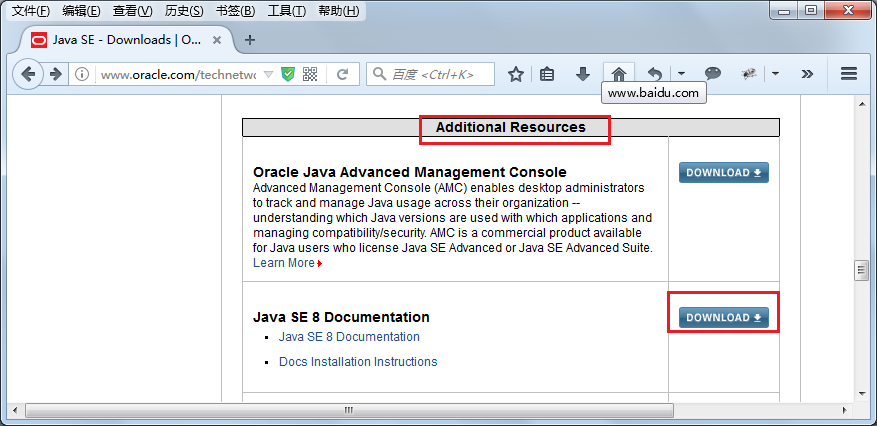 文件(F) 编辑(E) 查看(V) 历史(S) 书签(B) 工具(T) 帮助(H)
Java SE - Downloads | O...
www.oracle.com/technetw
百度 <Ctrl+K>
www.baidu.com
Additional Resources
Oracle Java Advanced Management Console
DOWNLOAD
Advanced Management Console (AMC) enables desktop administrators
to track and manage Java usage across their organization --
understanding which Java versions are used with which applications and
managing compatibility/security. AMC is a commercial product available
for Java users who license Java SE Advanced or Java SE Advanced Suite.
Learn More
Java SE 8 Documentation
DOWNLOAD
Java SE 8 Documentation
Docs Installation Instructions